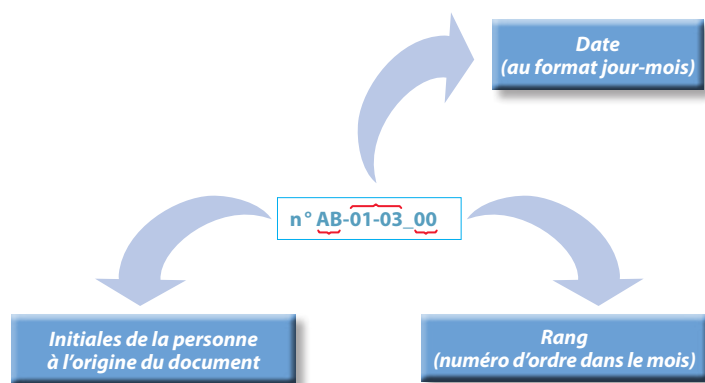 Date
(au format jour-mois)
n° AB-01-03_00
Initiales de la personne
à l’origine du document
Rang
(numéro d’ordre dans le mois)